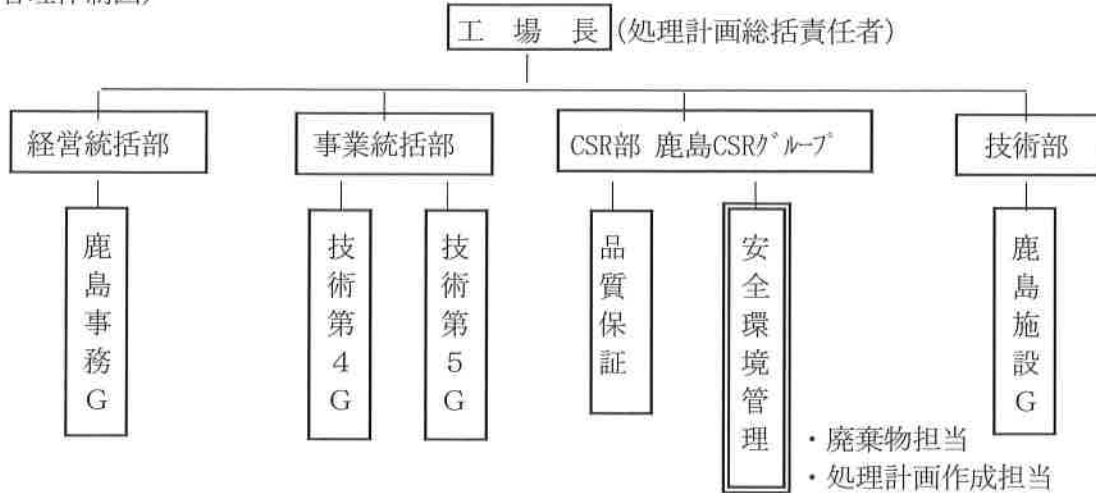 工 場 長 (処理計画総括責任者)
経営統括部
事業統括部
CSR部 鹿島CSRグループ
技術部
鹿島事務G
技術第4G
技術第5G
品質保証
安全環境管理
鹿島施設G
・廃棄物担当
・処理計画作成担当